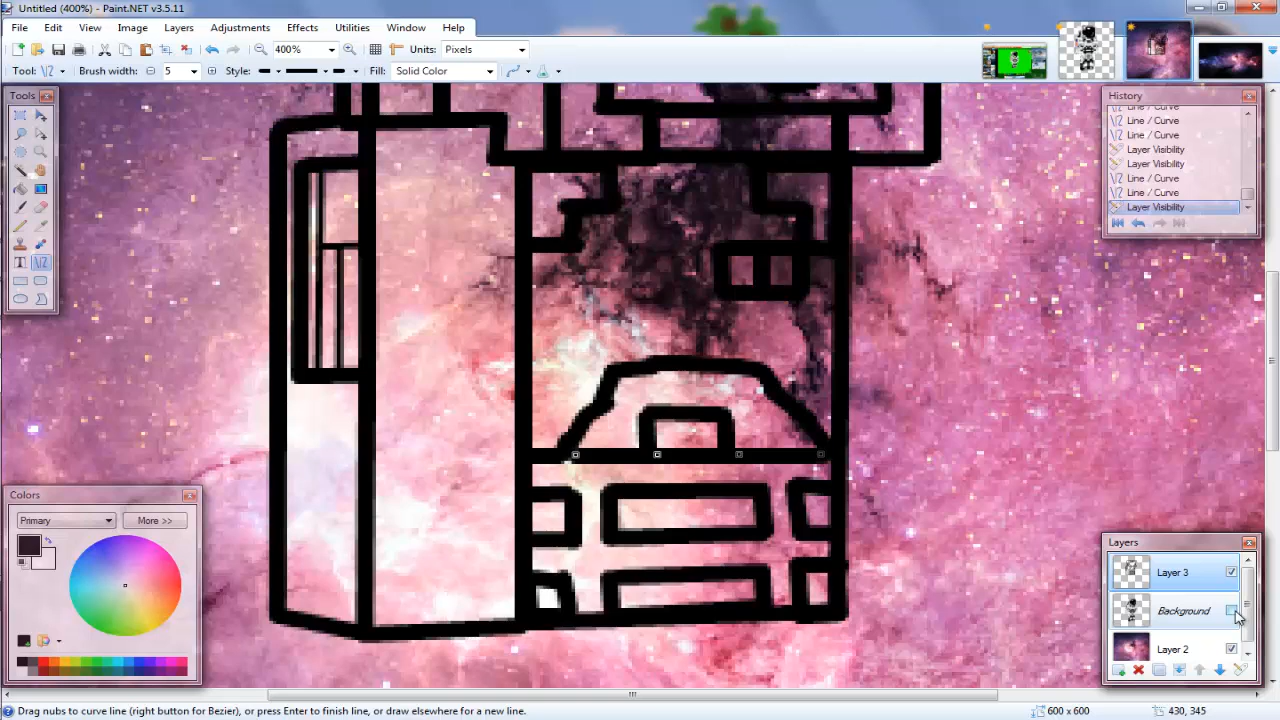 Untitled (400%) - Paint.NET v3.5.11
File Edit View Image Layers Adjustments Effects Utilities Window Help
400% Units: Pixels
Tool: Brush width: 5 Style: Fill: Solid Color
Tools
T
History
Line / Curve
Line / Curve
Line / Curve
Layer Visibility
Layer Visibility
Line / Curve
Line / Curve
Layer Visibility
Colors
Primary More >>
Layers
Layer 3
Background
Layer 2
Drag nubs to curve line (right button for Bezier), or press Enter to finish line, or draw elsewhere for a new line. 600 x 600 430, 345